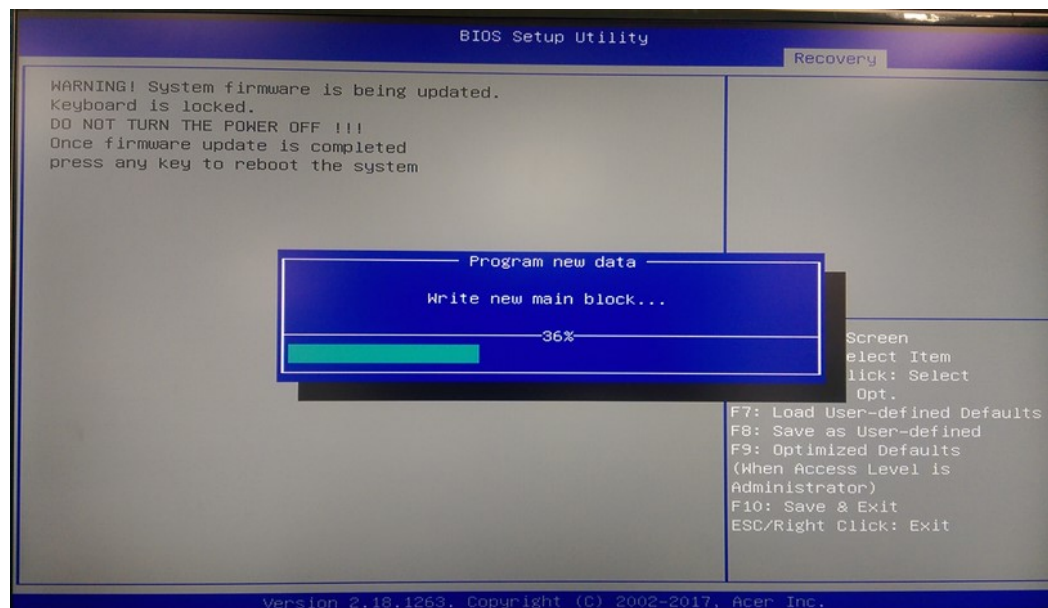 BIOS Setup Utility
Recovery
WARNING! System firmware is being updated.
Keyboard is locked.
DO NOT TURN THE POWER OFF !!!
Once firmware update is completed
press any key to reboot the system
Program new data
Write new main block...
36%
Screen
elect Item
lick: Select
Opt.
F7: Load User-defined Defaults
F8: Save as User-defined
F9: Optimized Defaults
(When Access Level is
Administrator)
F10: Save & Exit
ESC/Right Click: Exit
Version 2.18.1263. Copyright (C) 2002-2017, Acer Inc.